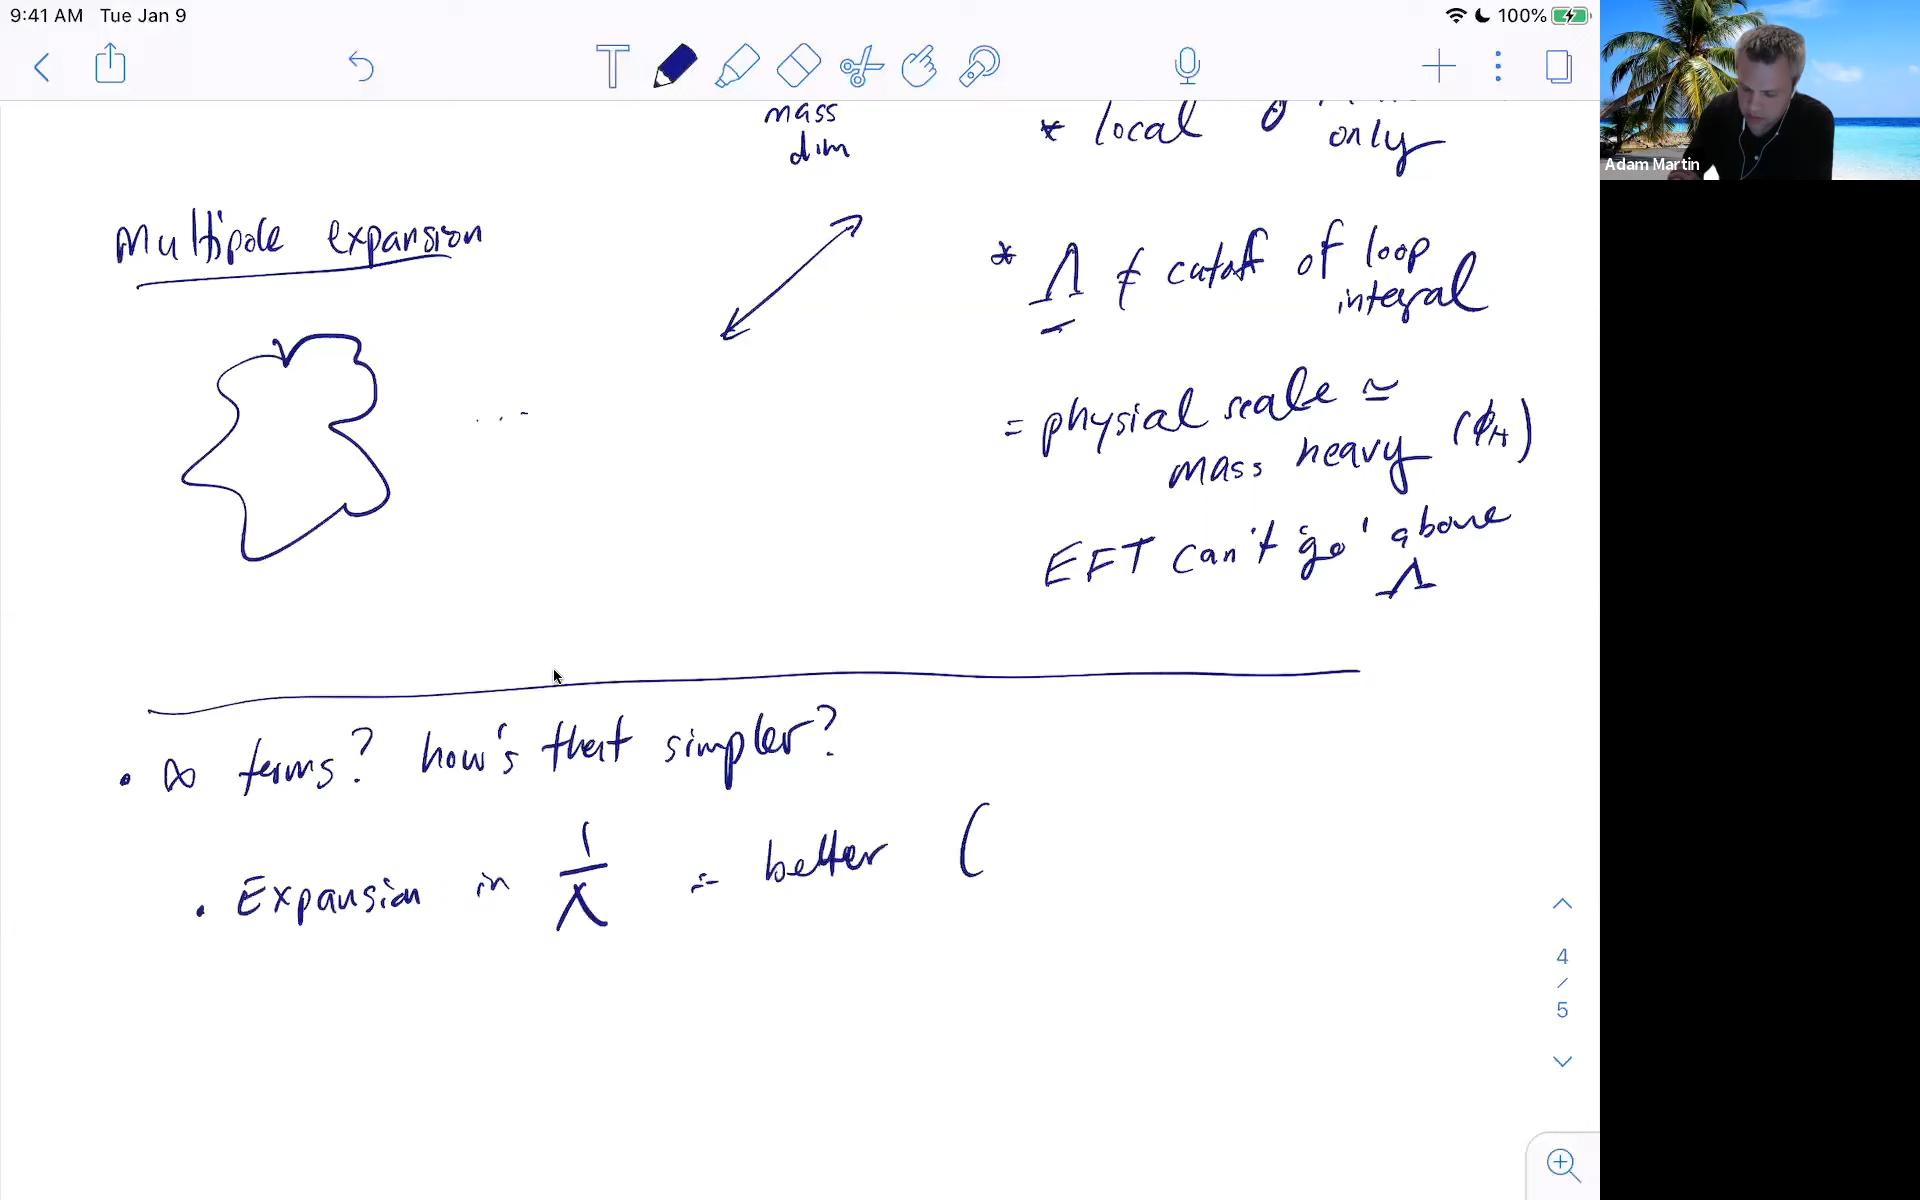 9:41 AM Tue Jan 9
100%
Adam Martin
mass
dim
* local O only
Multipole expansion
* Λ ≠ cutoff of loop
integral
= physial scale ≃
mass heavy (ϕH)
. . .
EFT can't 'go' above
Λ
• ∞ terms? how's that simpler?
• Expansion in 1/Λ = better (
4
/
5